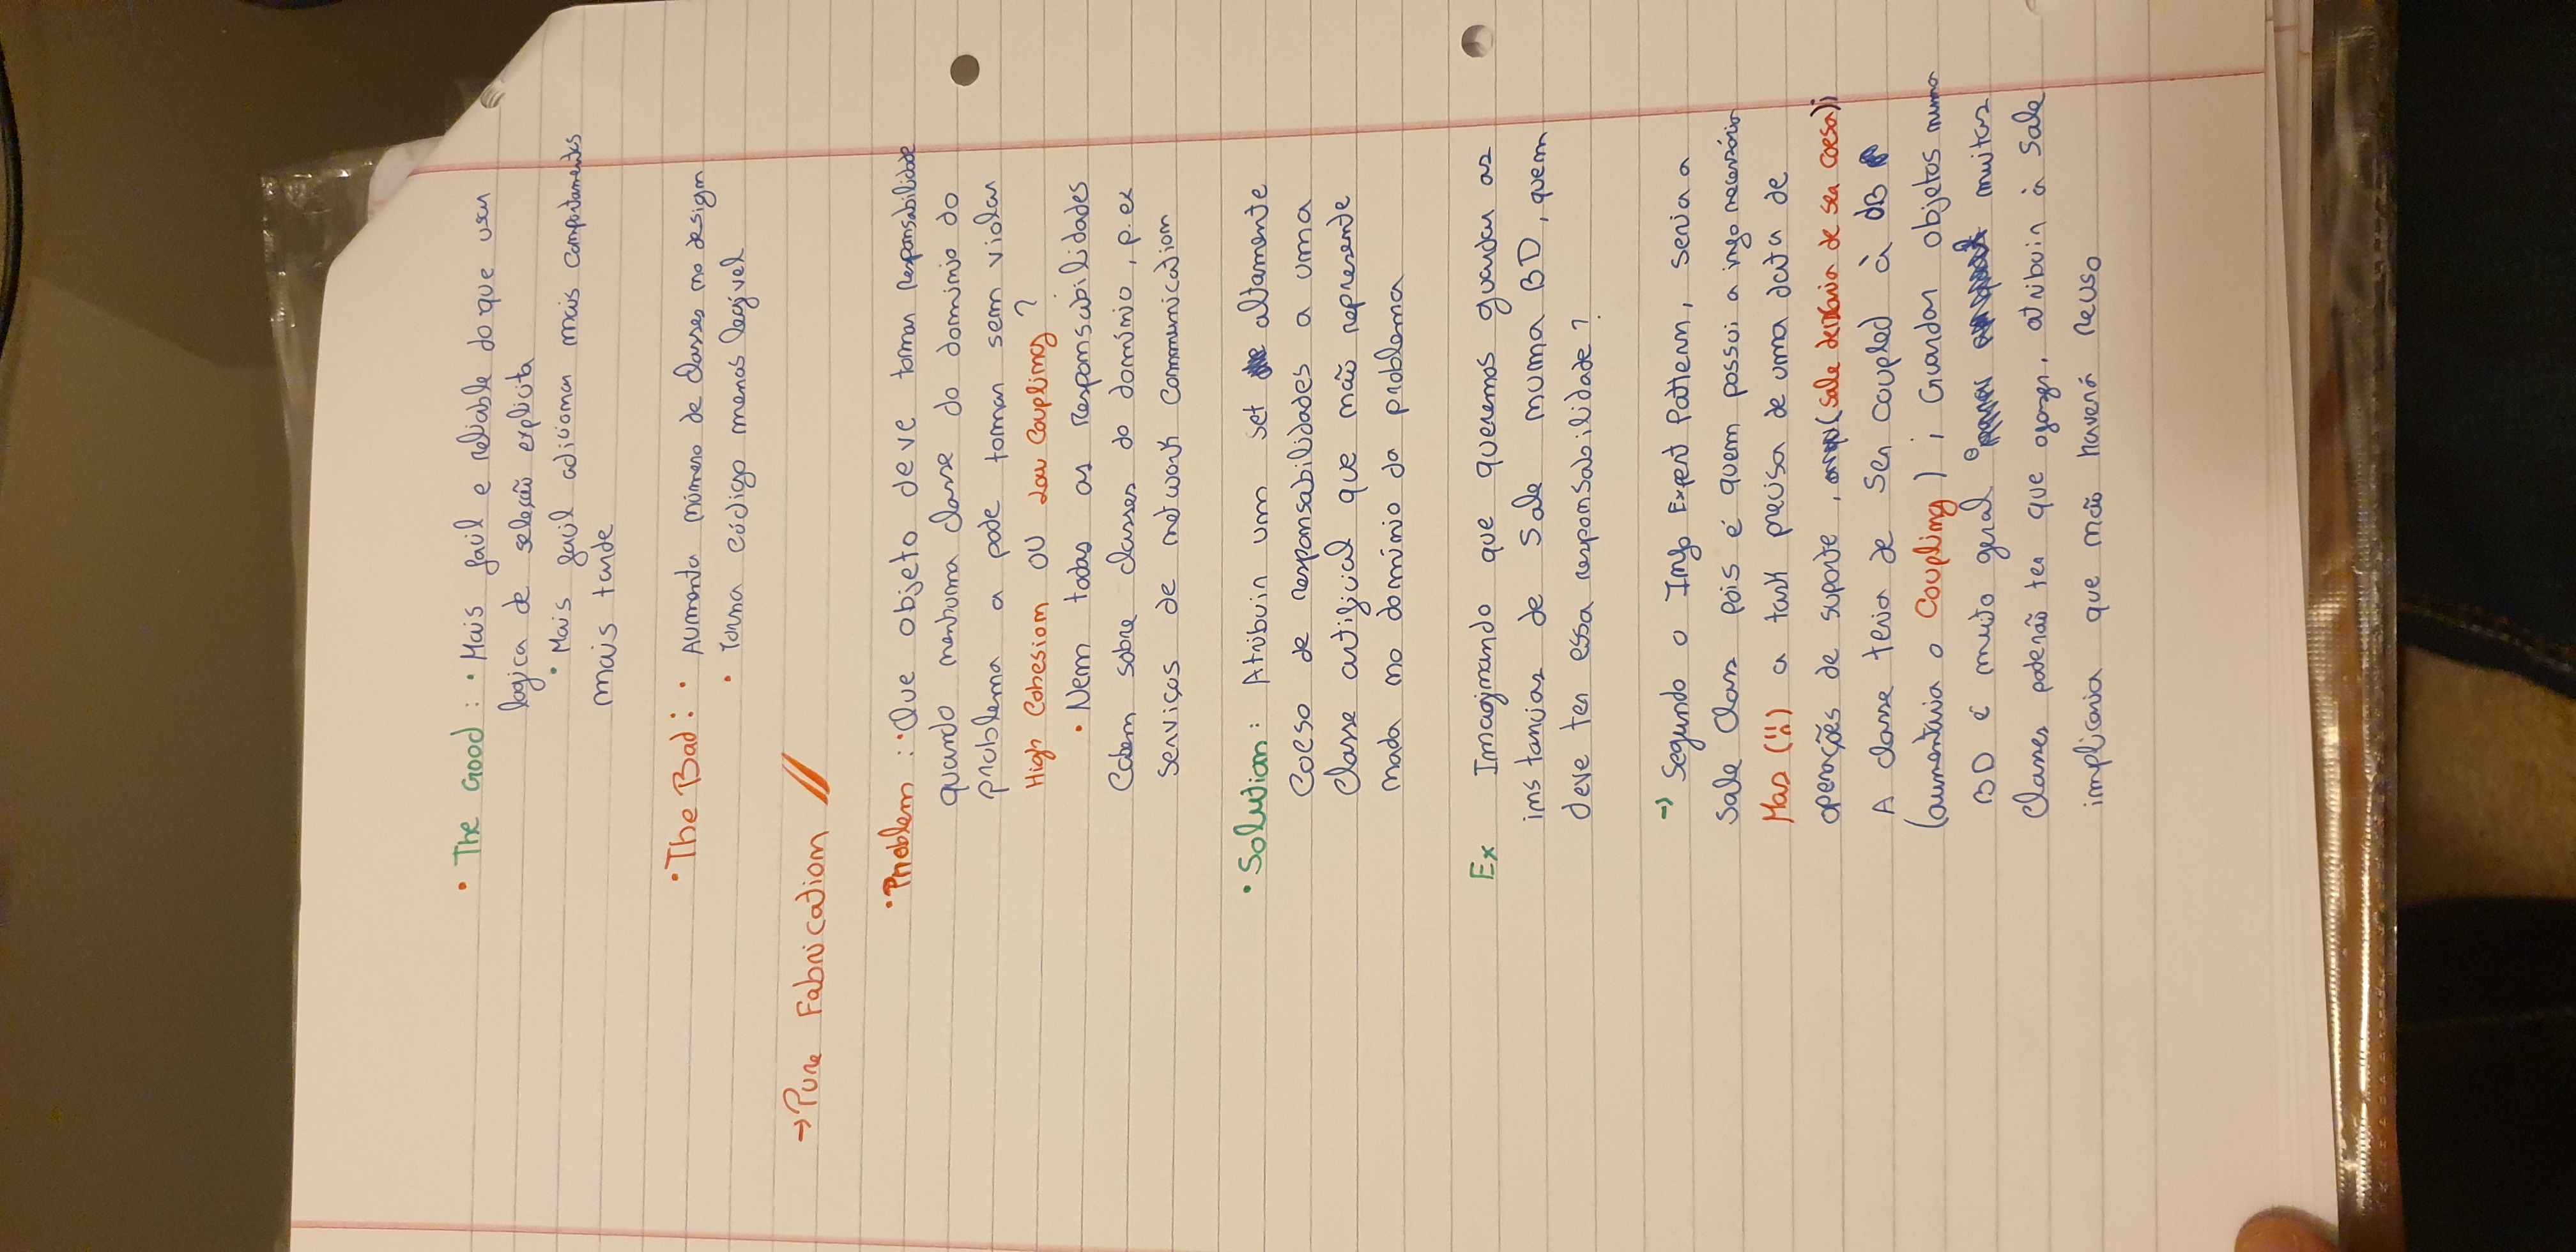 • The Good : • Mais facil e reliable do que usar
logica de seleção explicita
• Mais facil adicionar mais comportamentos
mais tarde
• The Bad : • Aumenta número de classes no design
• Torna código menos legível
→ Pure Fabrication //
• Problem : • Que objeto deve tomar responsabilidade
quando nenhuma classe do dominio do
problema a pode tomar sem violar
High Cohesion OU Low Coupling ?
• Nem todas as responsabilidades
Cabem sobre classes do domínio, p. ex
serviços de network Communication
• Solution : Atribuir um set altamente
Coeso de responsabilidades a uma
Classe artificial que não represente
nada no domínio do problema
Ex Imaginando que queremos guardar as
instancias de Sale numa BD, quem
deve ter essa responsabilidade ?
→ Segundo o Info Expert Pattern, seria a
Sale Class pois é quem possui a info necessária
Mas (!!) a task precisa de uma data de
operações de suporte, (Sale deixaria de ser coesa);
A classe teria de ser coupled à DB
(aumentaria o Coupling) ; Guardar objetos numa
BD é muito geral e muitas
Classes poderão ter que o fazer. atribuir à Sale
implicaria que não haverá reuso